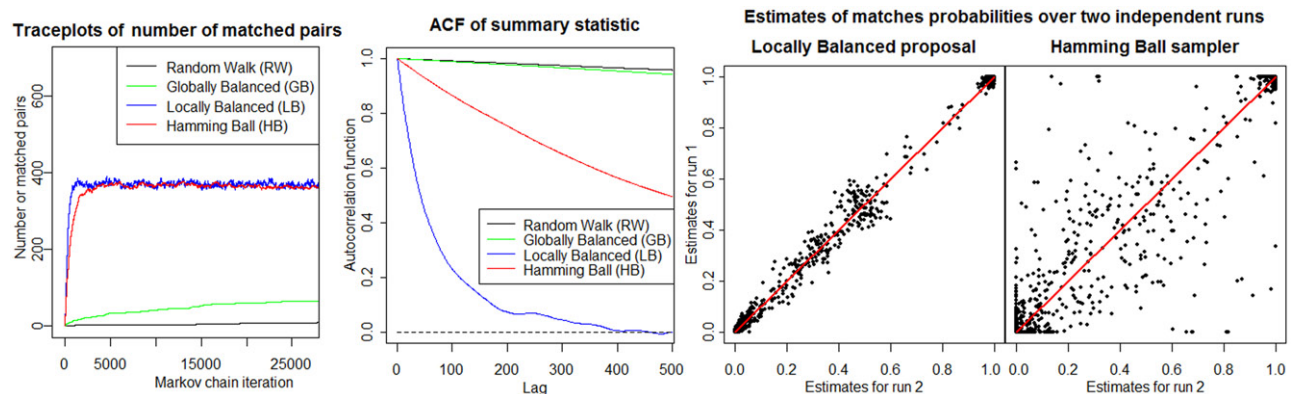 Traceplots of number of matched pairs
Number of matched pairs
600
400
200
0
Random Walk (RW)
Globally Balanced (GB)
Locally Balanced (LB)
Hamming Ball (HB)
0 5000 15000 25000
Markov chain iteration
ACF of summary statistic
Autocorrelation function
1.0
0.8
0.6
0.4
0.2
0.0
Random Walk (RW)
Globally Balanced (GB)
Locally Balanced (LB)
Hamming Ball (HB)
0 100 200 300 400 500
Lag
Estimates of matches probabilities over two independent runs
Locally Balanced proposal
Hamming Ball sampler
Estimates for run 1
1.0
0.8
0.6
0.4
0.2
0.0
0.0 0.2 0.4 0.6 0.8 1.0
Estimates for run 2
0.0 0.2 0.4 0.6 0.8 1.0
Estimates for run 2